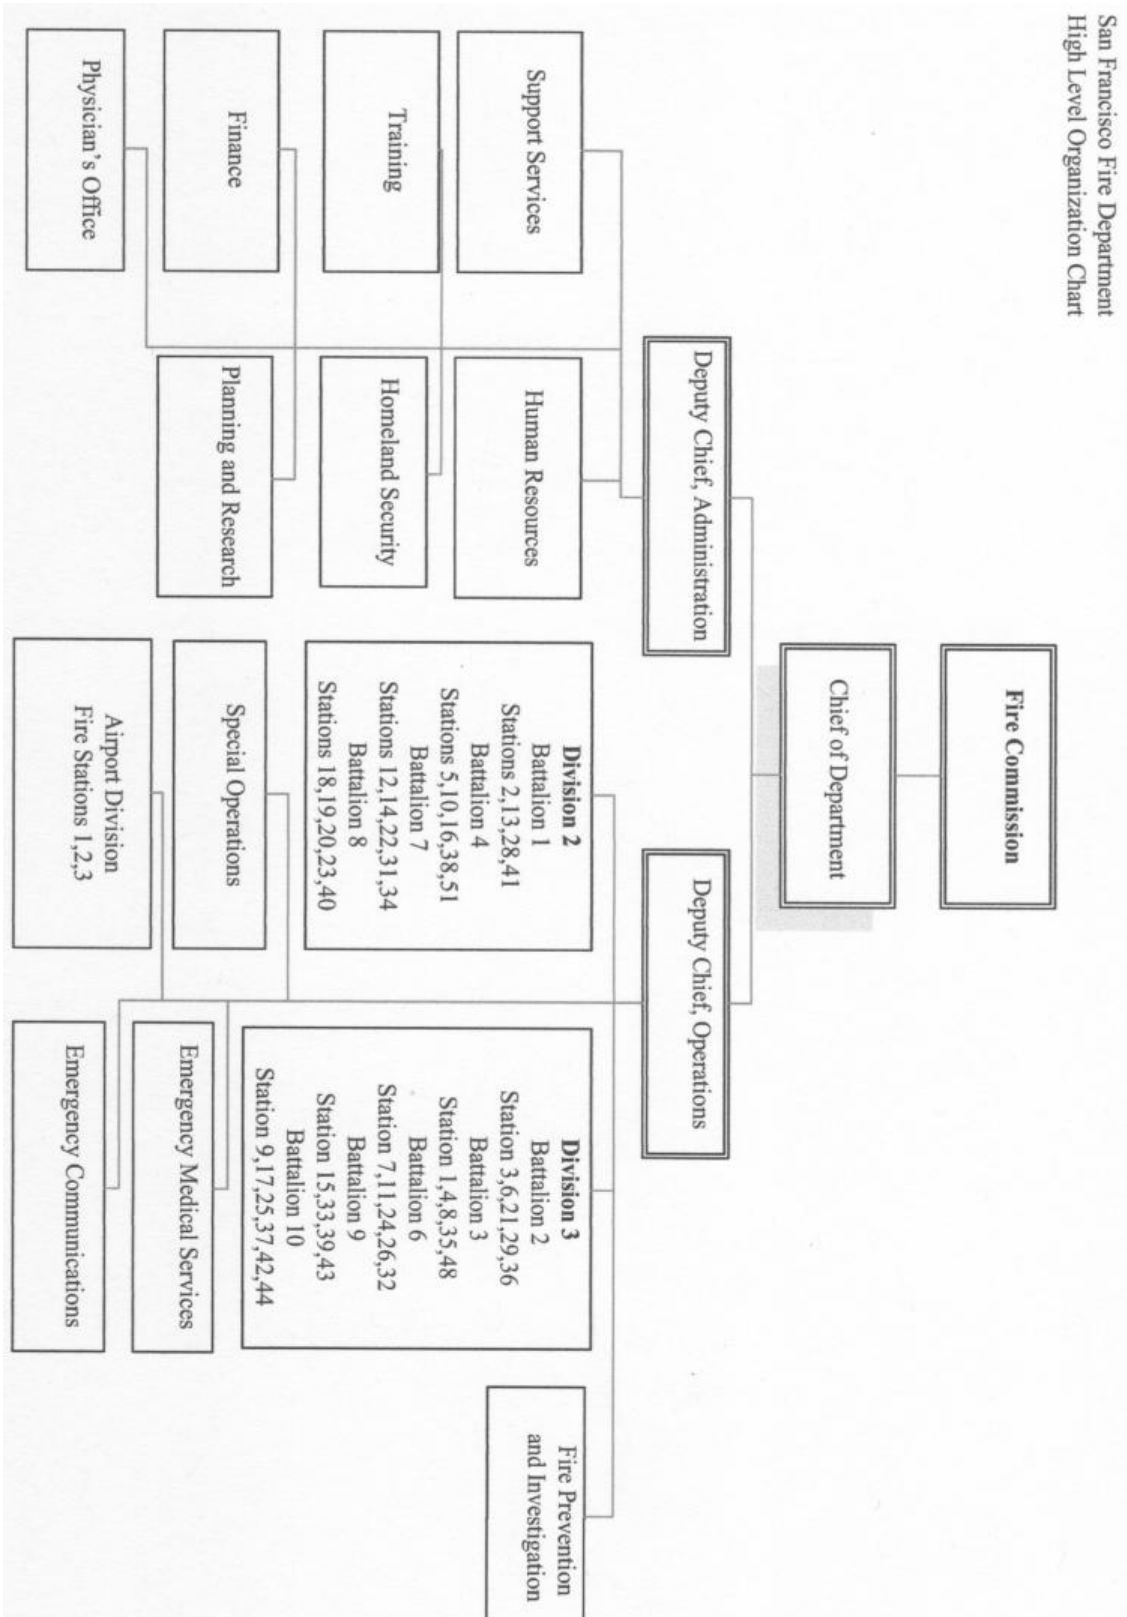 San Francisco Fire Department
High Level Organization Chart
Fire Commission
Chief of Department
Deputy Chief, Administration
Deputy Chief, Operations
Support Services
Human Resources
Training
Homeland Security
Finance
Planning and Research
Physician's Office
Division 2
Battalion 1
Stations 2,13,28,41
Battalion 4
Stations 5,10,16,38,51
Battalion 7
Stations 12,14,22,31,34
Battalion 8
Stations 18,19,20,23,40
Division 3
Battalion 2
Station 3,6,21,29,36
Battalion 3
Station 1,4,8,35,48
Battalion 6
Station 7,11,24,26,32
Battalion 9
Station 15,33,39,43
Battalion 10
Station 9,17,25,37,42,44
Fire Prevention
and Investigation
Special Operations
Emergency Medical Services
Airport Division
Fire Stations 1,2,3
Emergency Communications